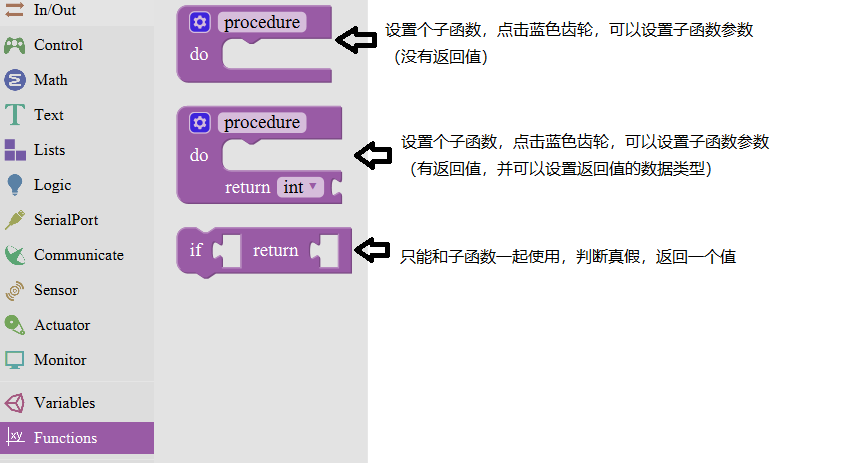 In/Out
Control
Math
Text
Lists
Logic
SerialPort
Communicate
Sensor
Actuator
Monitor
Variables
xy
Functions
procedure
do
设置个子函数，点击蓝色齿轮，可以设置子函数参数
（没有返回值）
procedure
do
return int
设置个子函数，点击蓝色齿轮，可以设置子函数参数
（有返回值，并可以设置返回值的数据类型）
if return
只能和子函数一起使用，判断真假，返回一个值